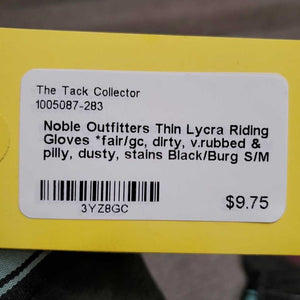 The Tack Collector
1005087-283
Noble Outfitters Thin Lycra Riding
Gloves *fair/gc, dirty, v.rubbed &
pilly, dusty, stains Black/Burg S/M
3YZ8GC
$9.75